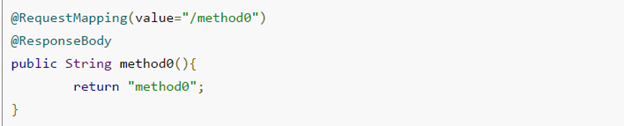 @RequestMapping(value="/method0")
@ResponseBody
public String method0(){
        return "method0";
}